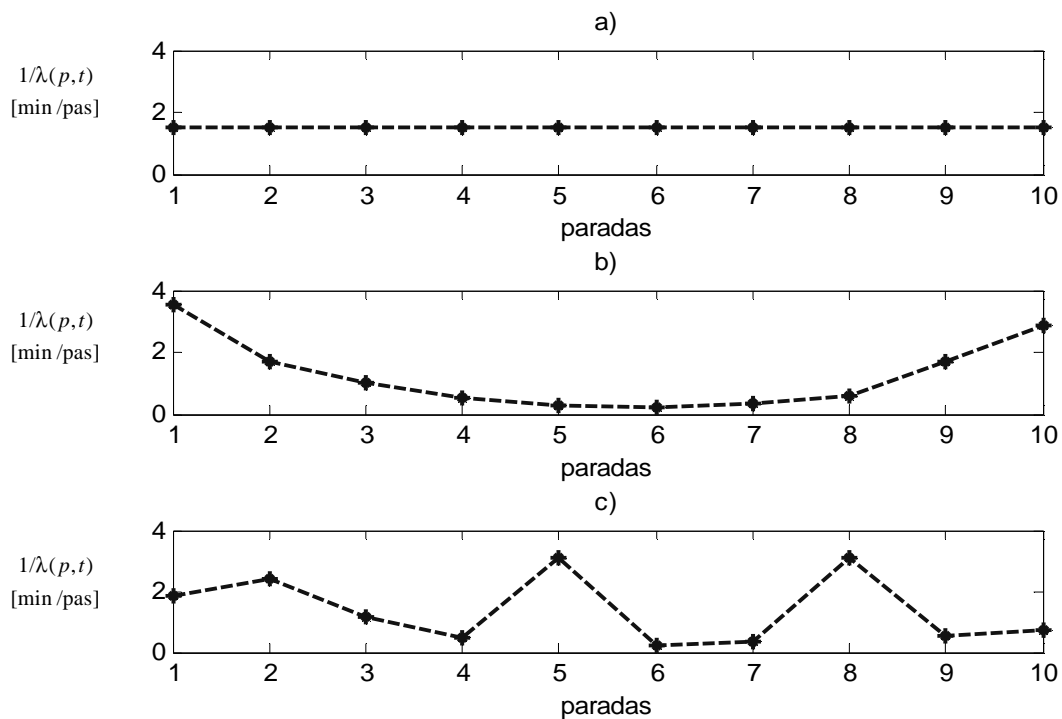 a)
1/λ(p,t)
[min/pas]
4
2
0
1 2 3 4 5 6 7 8 9 10
paradas
b)
1/λ(p,t)
[min/pas]
4
2
0
1 2 3 4 5 6 7 8 9 10
paradas
c)
1/λ(p,t)
[min/pas]
4
2
0
1 2 3 4 5 6 7 8 9 10
paradas